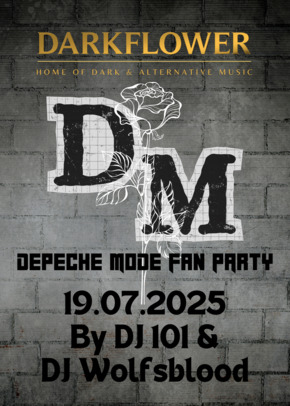 DARKFLOWER
HOME OF DARK & ALTERNATIVE MUSIC
DM
DEPECHE MODE FAN PARTY
19.07.2025
By DJ 101 &
DJ Wolfsblood